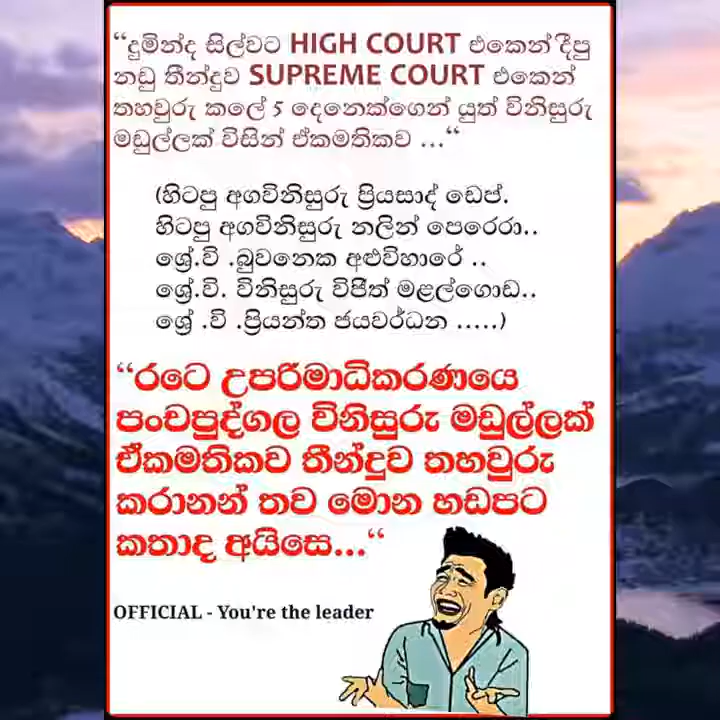 “දුමින්ද සිල්වට HIGH COURT එකෙන් දීපු
නඩු තීන්දුව SUPREME COURT එකෙන්
තහවුරු කලේ 5 දෙනෙක්ගෙන් යුත් විනිසුරු
මඩුල්ලක් විසින් ඒකමතිකව ...“
(හිටපු අගවිනිසුරු ප්‍රියසාද් ඩෙප්.
හිටපු අගවිනිසුරු නලින් පෙරෙරා..
ශ්‍රේ.වි .බුවනෙක අළුවිහාරේ ..
ශ්‍රේ.වි. විනිසුරු විජිත් මළල්ගොඩ..
ශ්‍රේ .වි .ප්‍රියන්ත ජයවර්ධන .....)
“රටෙ උපරිමාධිකරණයෙ
පංචපුද්ගල විනිසුරු මඩුල්ලක්
ඒකමතිකව තීන්දුව තහවුරු
කරානන් තව මොන හඩපට
කතාද අයිසෙ...“
OFFICIAL - You're the leader